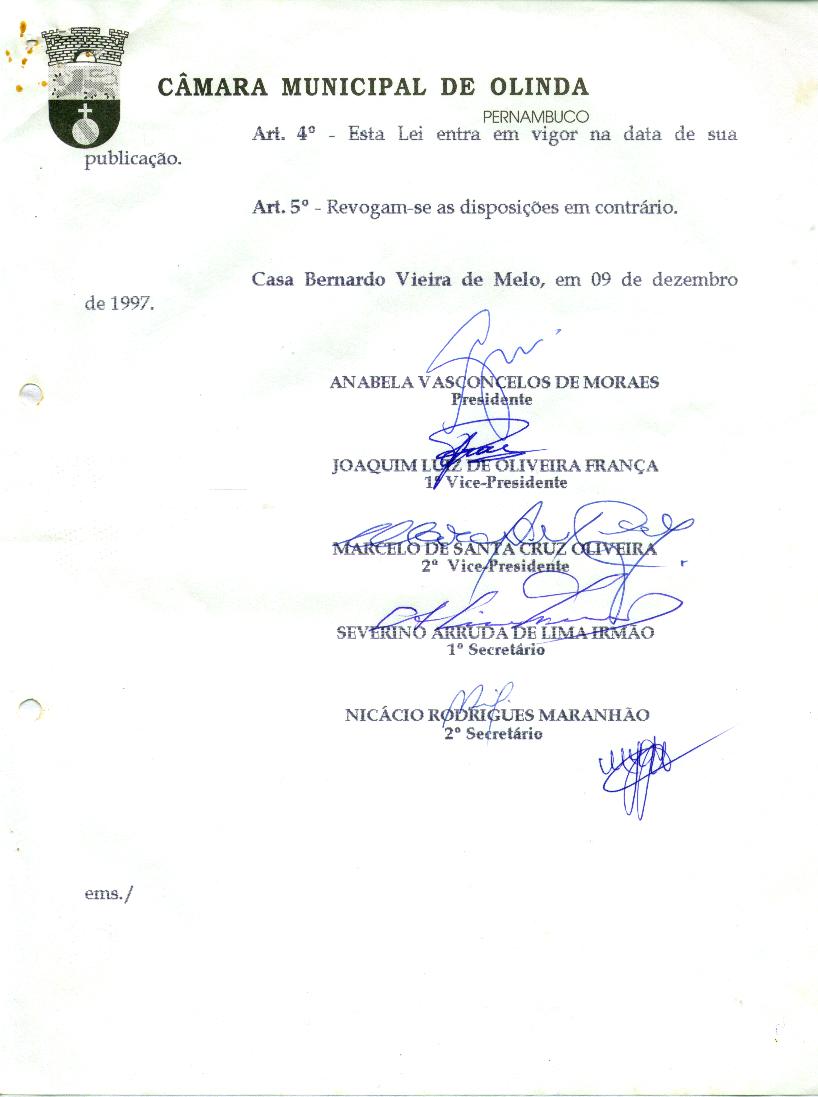 CÂMARA MUNICIPAL DE OLINDA
PERNAMBUCO
Art. 4º - Esta Lei entra em vigor na data de sua
publicação.
Art. 5º - Revogam-se as disposições em contrário.
Casa Bernardo Vieira de Melo, em 09 de dezembro
de 1997.
ANABELA VASCONCELOS DE MORAES
Presidente
JOAQUIM LUIZ DE OLIVEIRA FRANÇA
1º Vice-Presidente
MARCELO DE SANTA CRUZ OLIVEIRA
2º Vice-Presidente
SEVERINO ARRUDA DE LIMA IRMÃO
1º Secretário
NICÁCIO RODRIGUES MARANHÃO
2º Secretário
ems./